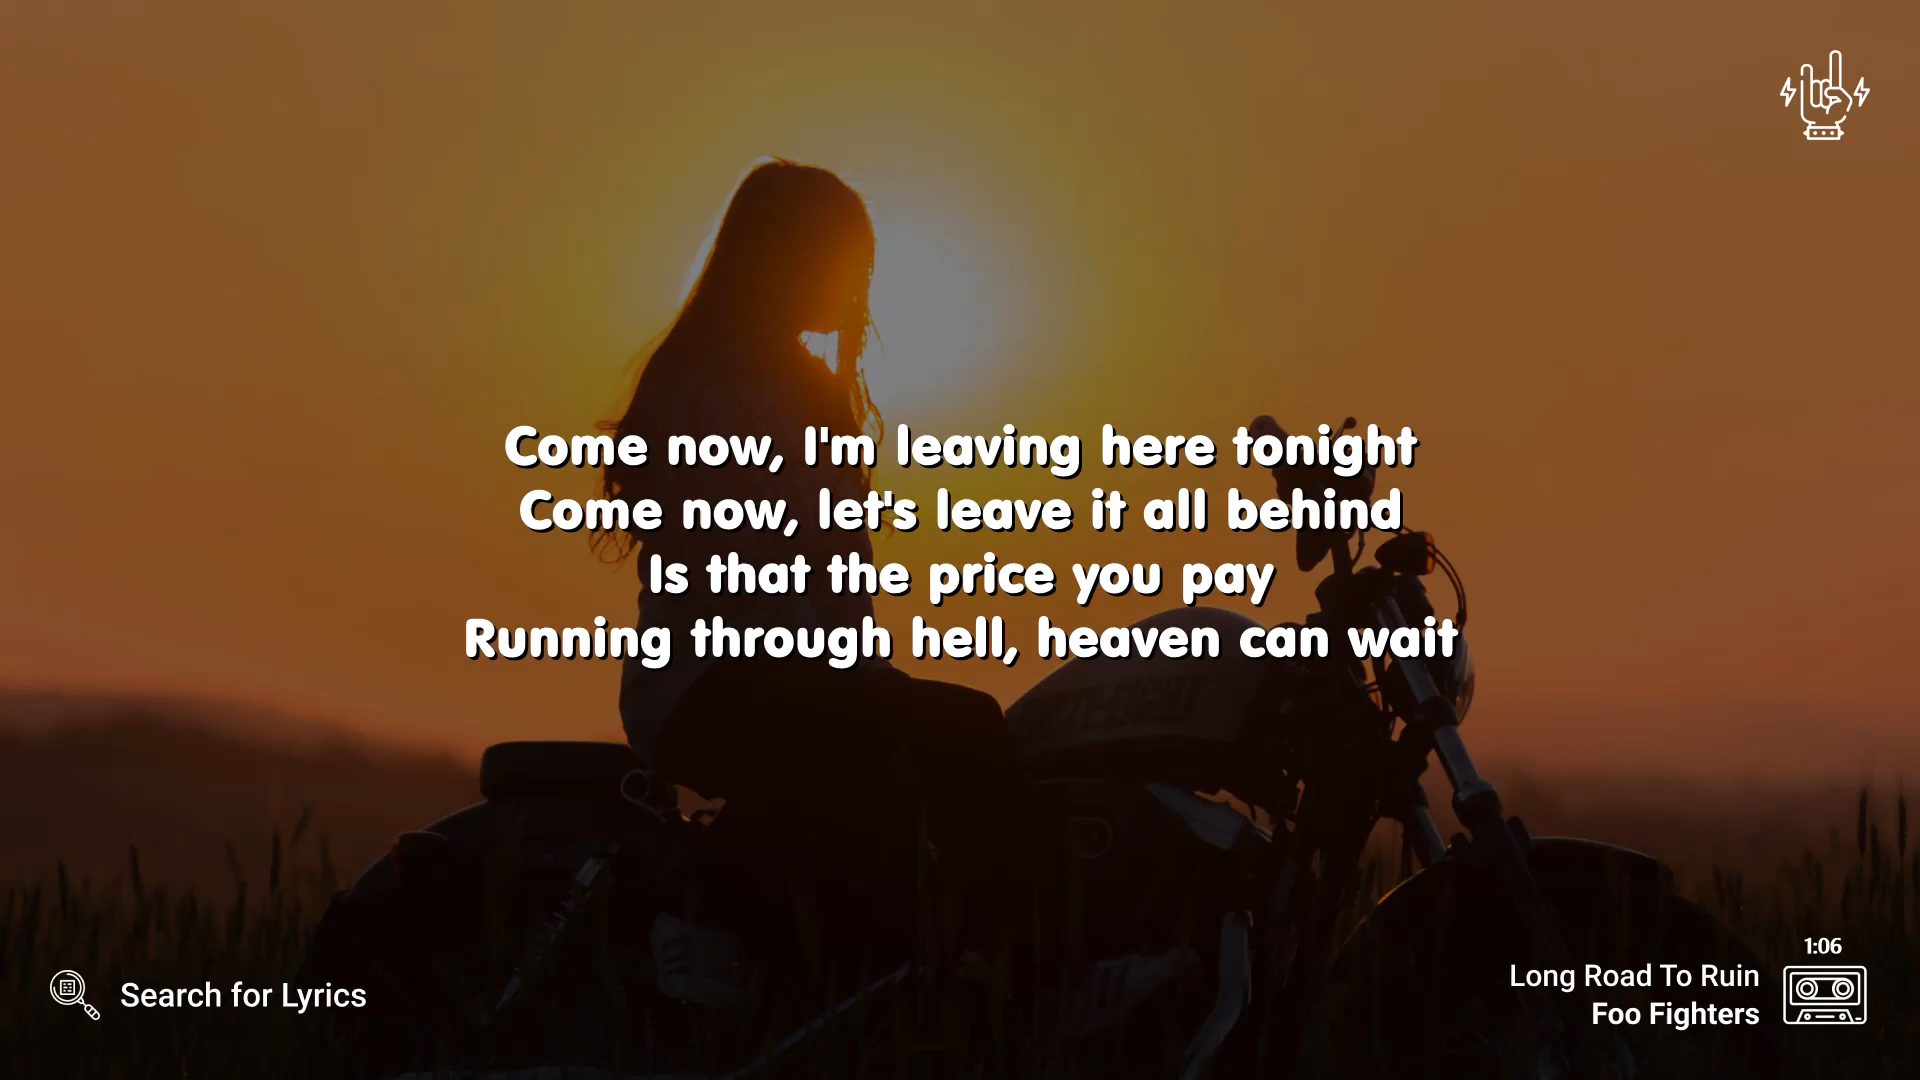 Come now, I'm leaving here tonight
Come now, let's leave it all behind
Is that the price you pay
Running through hell, heaven can wait
Search for Lyrics
1:06
Long Road To Ruin
Foo Fighters